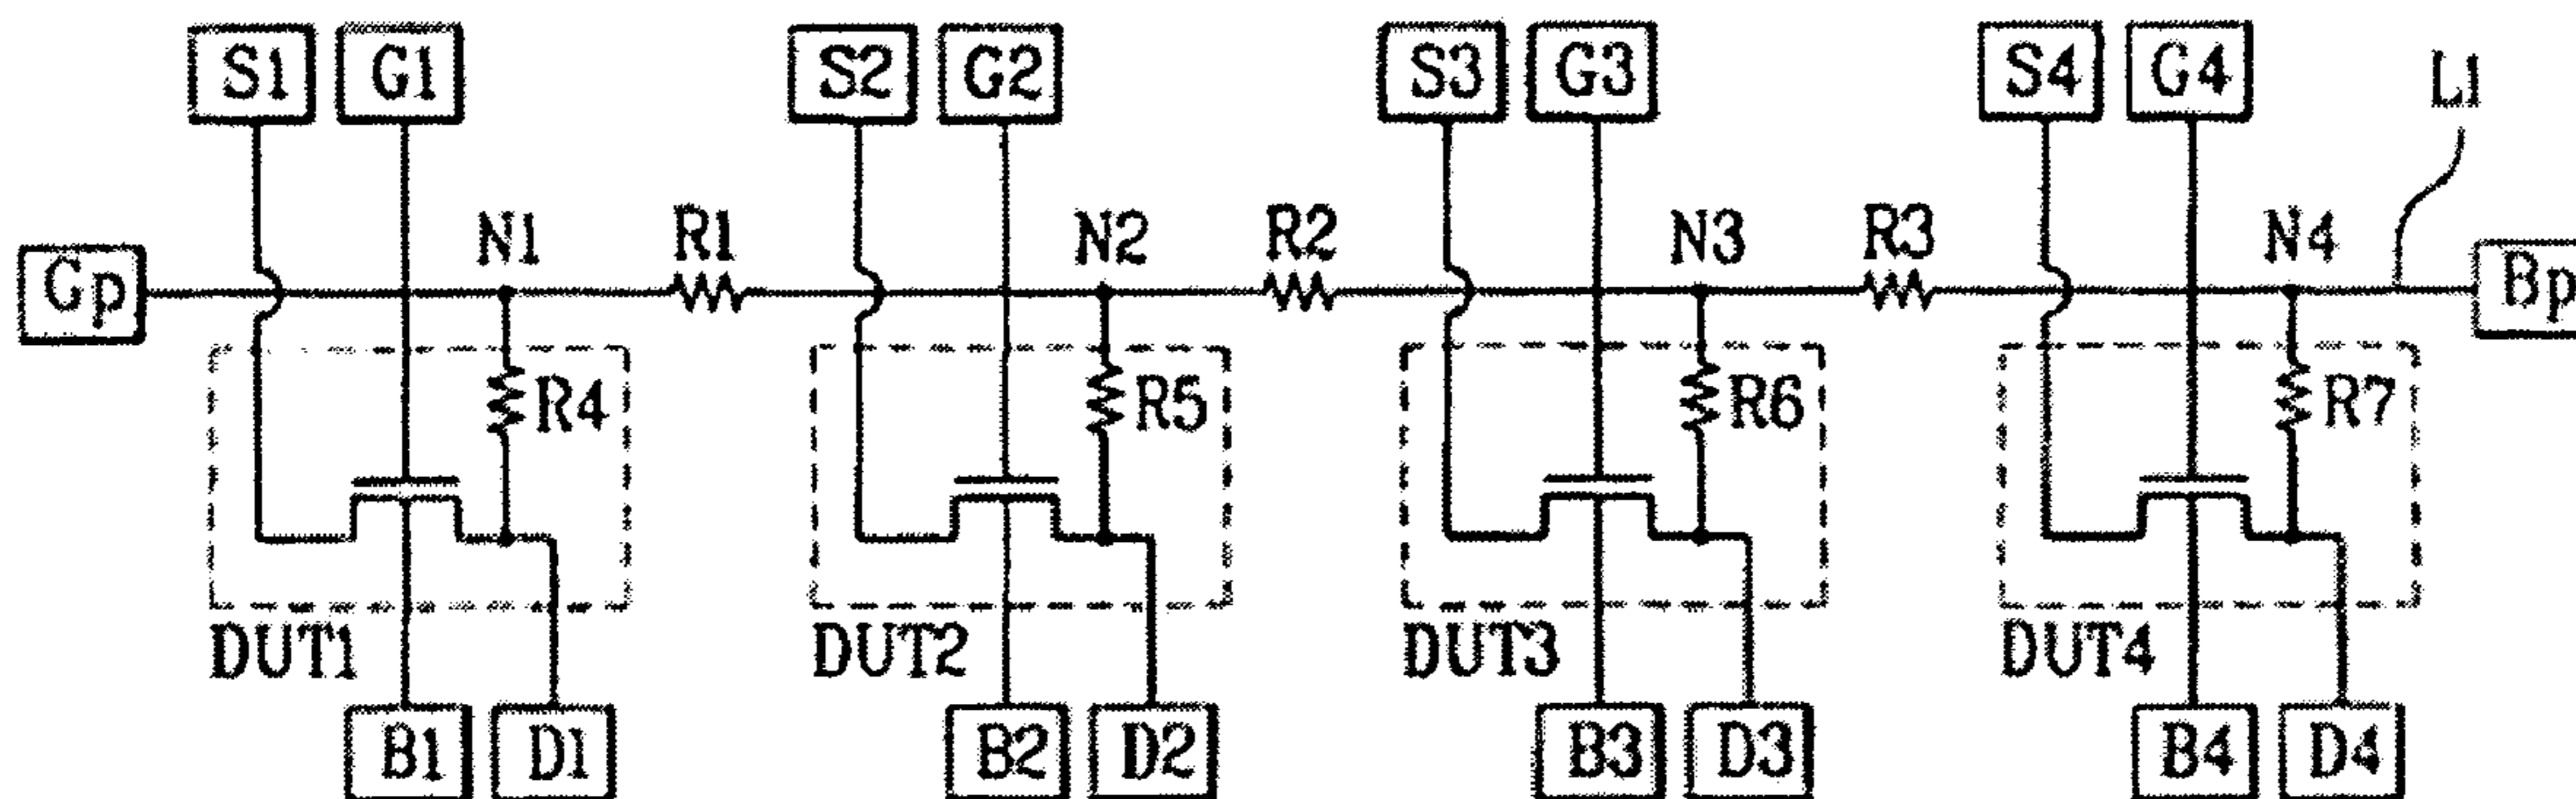 S1 G1 S2 G2 S3 G3 S4 G4 L1
N1 R1 N2 R2 N3 R3 N4
Gp Bp
R4 R5 R6 R7
DUT1 DUT2 DUT3 DUT4
B1 D1 B2 D2 B3 D3 B4 D4